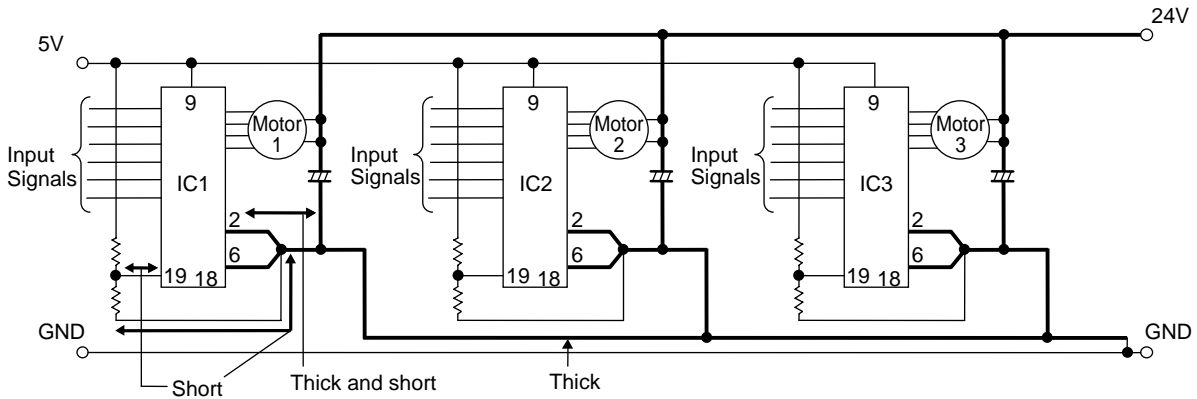 24V
5V
9
9
9
Motor
1
Motor
2
Motor
3
Input
Signals
IC1
Input
Signals
IC2
Input
Signals
IC3
2
2
2
6
6
6
19 18
19 18
19 18
GND
GND
Short
Thick and short
Thick